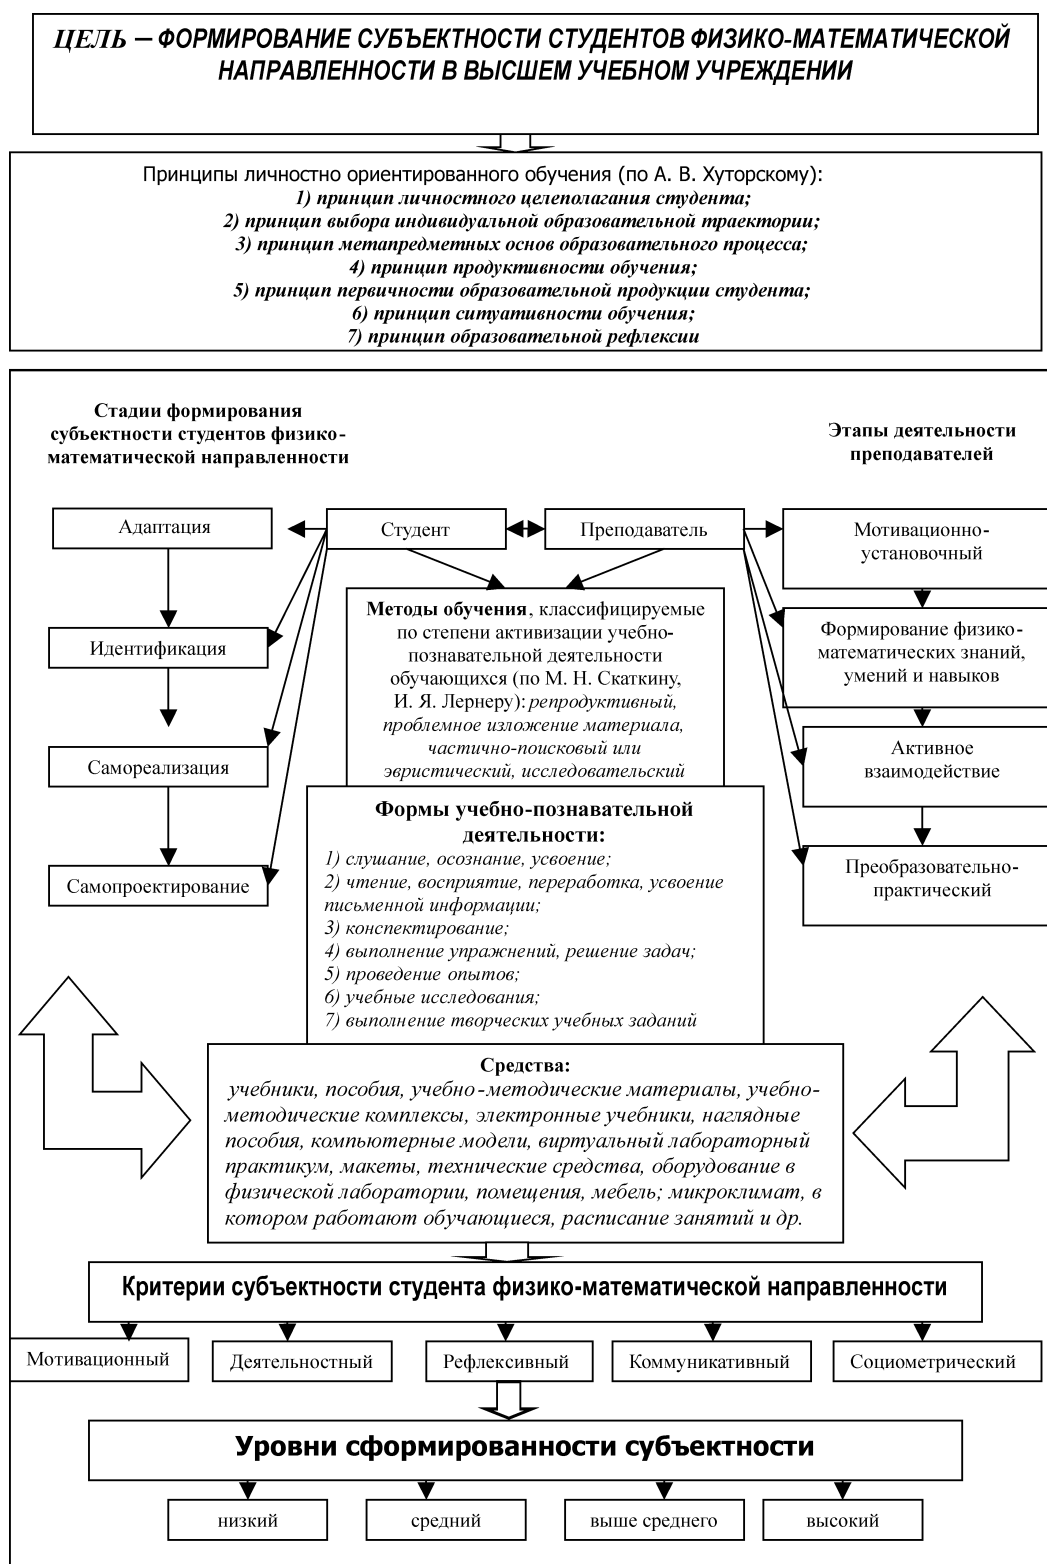 ЦЕЛЬ — ФОРМИРОВАНИЕ СУБЪЕКТНОСТИ СТУДЕНТОВ ФИЗИКО-МАТЕМАТИЧЕСКОЙ
НАПРАВЛЕННОСТИ В ВЫСШЕМ УЧЕБНОМ УЧРЕЖДЕНИИ
Принципы личностно ориентированного обучения (по А. В. Хуторскому):
1) принцип личностного целеполагания студента;
2) принцип выбора индивидуальной образовательной траектории;
3) принцип метапредметных основ образовательного процесса;
4) принцип продуктивности обучения;
5) принцип первичности образовательной продукции студента;
6) принцип ситуативности обучения;
7) принцип образовательной рефлексии
Стадии формирования
субъектности студентов физико-
математической направленности
Этапы деятельности
преподавателей
Адаптация
Студент
Преподаватель
Мотивационно-
установочный
Идентификация
Самореализация
Самопроектирование
Методы обучения, классифицируемые
по степени активизации учебно-
познавательной деятельности
обучающихся (по М. Н. Скаткину,
И. Я. Лернеру): репродуктивный,
проблемное изложение материала,
частично-поисковый или
эвристический, исследовательский
Формирование физико-
математических знаний,
умений и навыков
Активное
взаимодействие
Преобразовательно-
практический
Формы учебно-познавательной
деятельности:
1) слушание, осознание, усвоение;
2) чтение, восприятие, переработка, усвоение
письменной информации;
3) конспектирование;
4) выполнение упражнений, решение задач;
5) проведение опытов;
6) учебные исследования;
7) выполнение творческих учебных заданий
Средства:
учебники, пособия, учебно-методические материалы, учебно-
методические комплексы, электронные учебники, наглядные
пособия, компьютерные модели, виртуальный лабораторный
практикум, макеты, технические средства, оборудование в
физической лаборатории, помещения, мебель; микроклимат, в
котором работают обучающиеся, расписание занятий и др.
Критерии субъектности студента физико-математической направленности
Мотивационный
Деятельностный
Рефлексивный
Коммуникативный
Социометрический
Уровни сформированности субъектности
низкий
средний
выше среднего
высокий